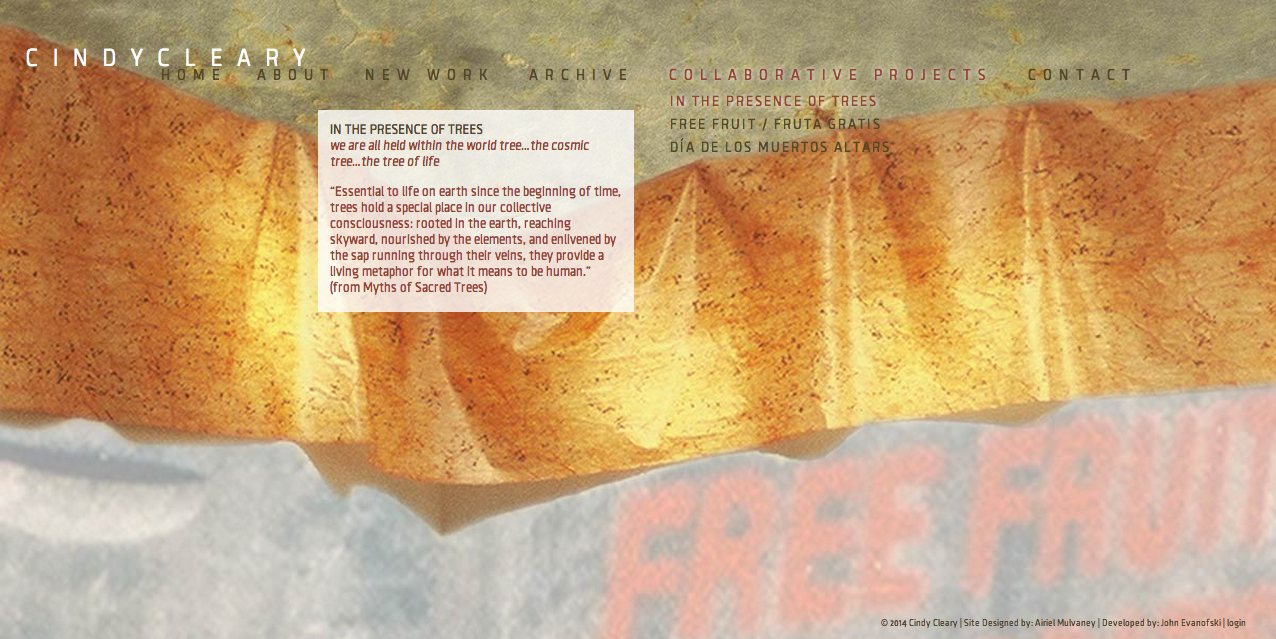 CINDYCLEARY
HOME ABOUT NEW WORK ARCHIVE COLLABORATIVE PROJECTS CONTACT
IN THE PRESENCE OF TREES
FREE FRUIT / FRUTA GRATIS
DÍA DE LOS MUERTOS ALTARS
IN THE PRESENCE OF TREES
we are all held within the world tree...the cosmic
tree...the tree of life
“Essential to life on earth since the beginning of time,
trees hold a special place in our collective
consciousness: rooted in the earth, reaching
skyward, nourished by the elements, and enlivened by
the sap running through their veins, they provide a
living metaphor for what it means to be human.”
(from Myths of Sacred Trees)
FREE FRUIT
© 2014 Cindy Cleary | Site Designed by: Airiel Mulvaney | Developed by: John Evanofski | login